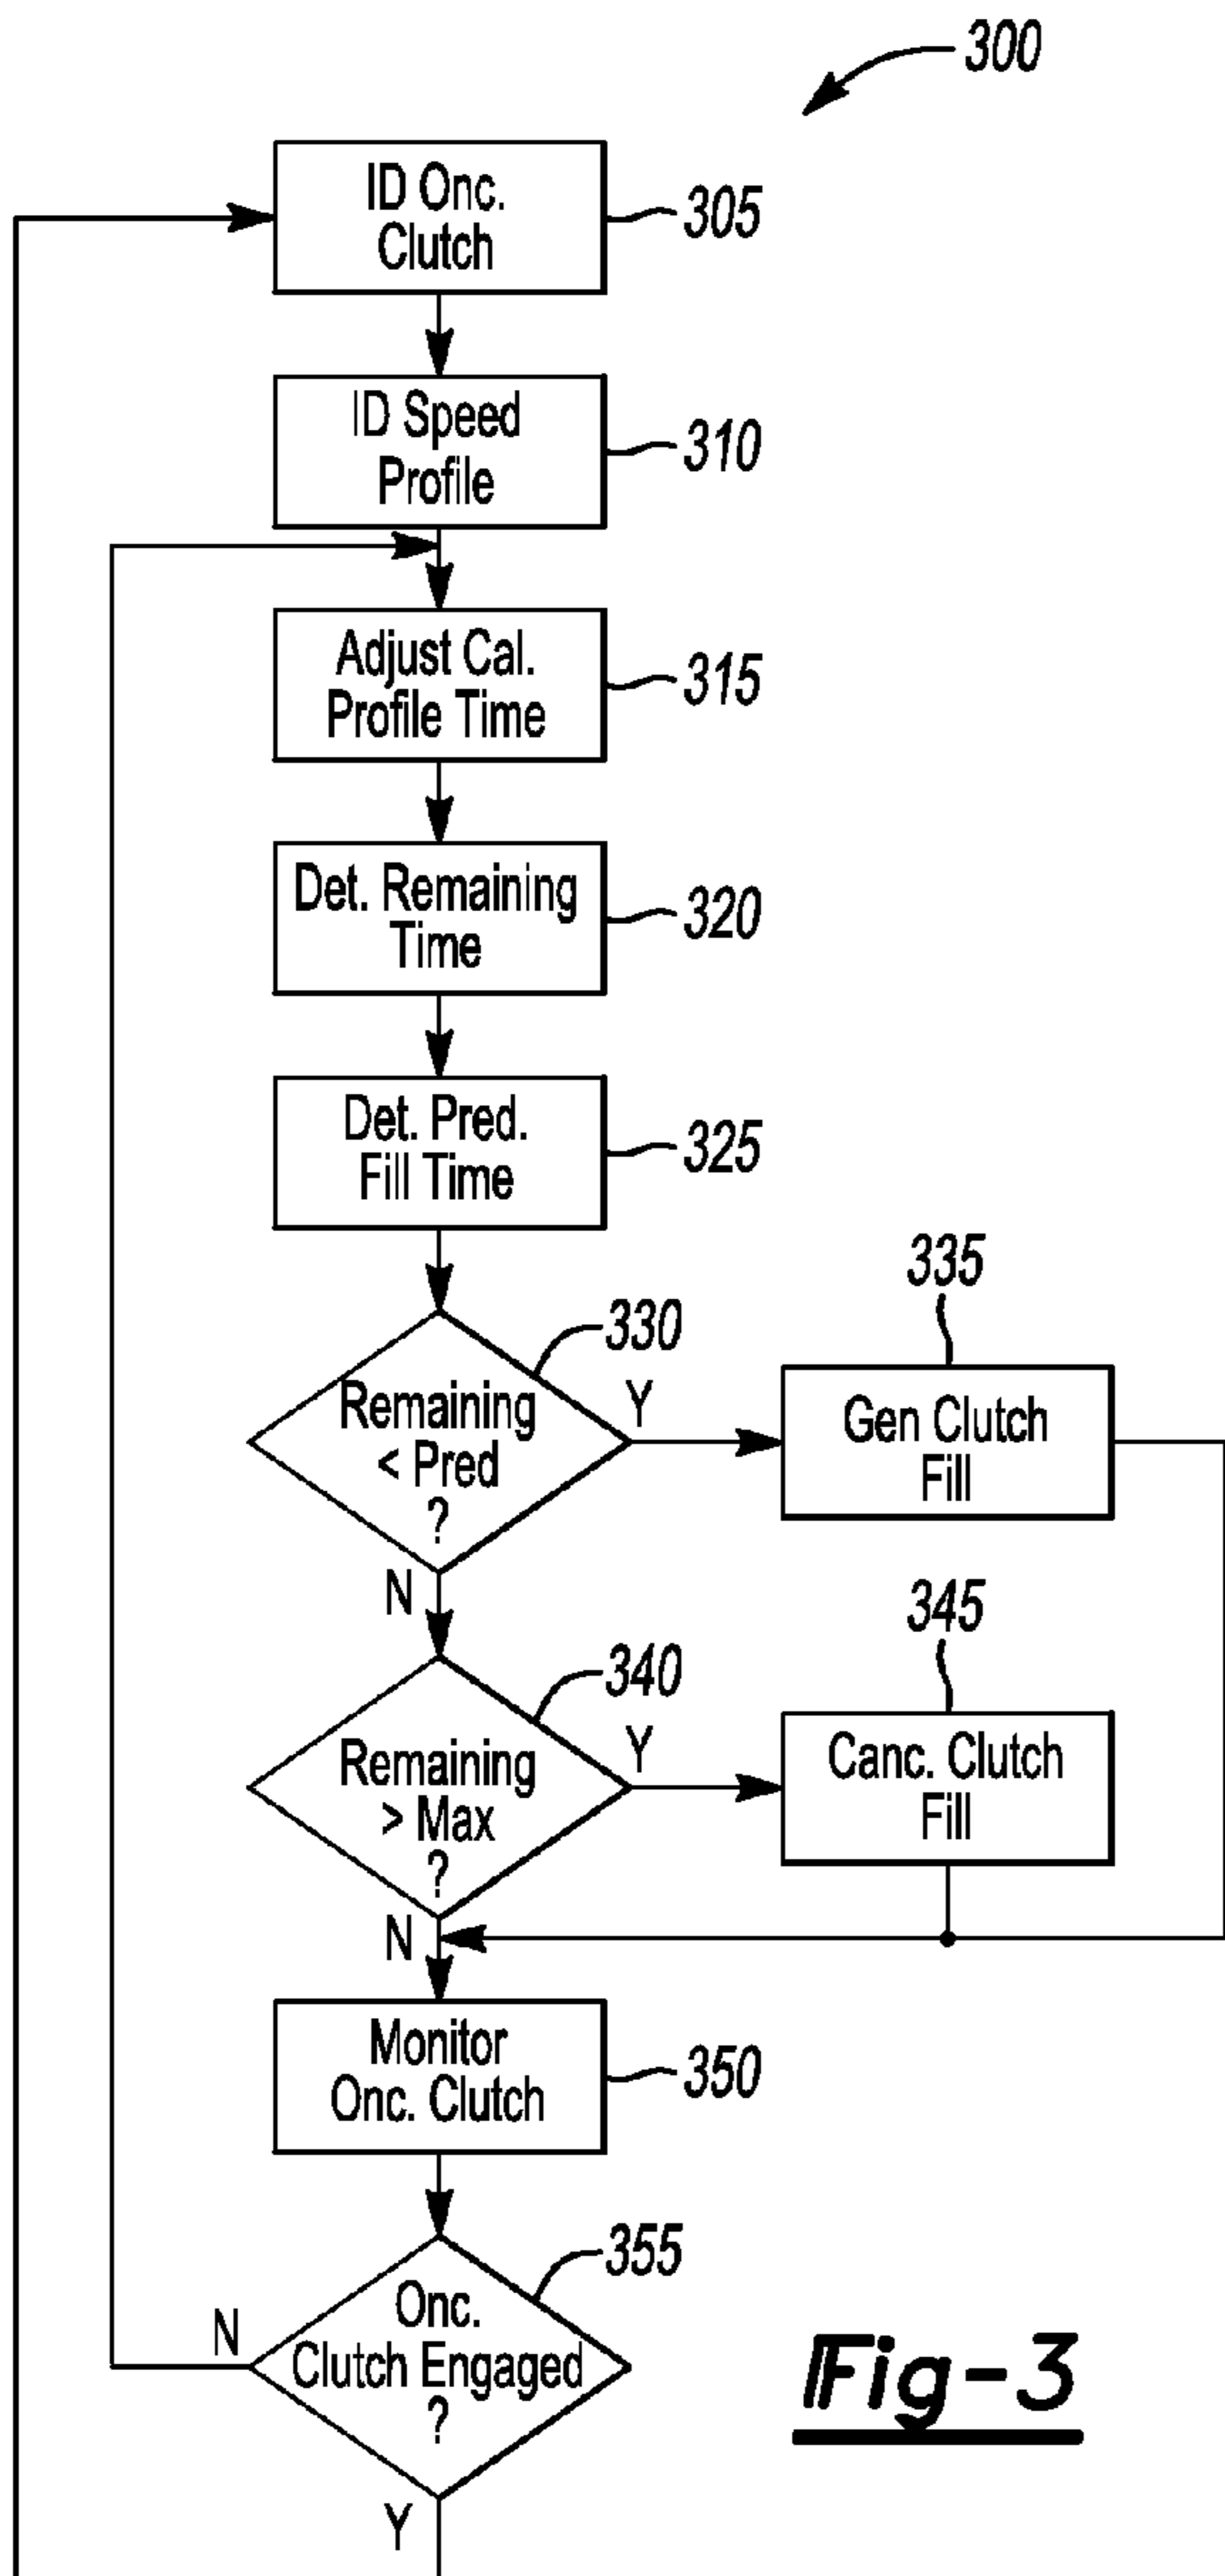 300
ID Onc.
Clutch
305
ID Speed
Profile
310
Adjust Cal.
Profile Time
315
Det. Remaining
Time
320
Det. Pred.
Fill Time
325
330
Remaining
< Pred
?
Y
N
335
Gen Clutch
Fill
340
Remaining
> Max
?
Y
N
345
Canc. Clutch
Fill
Monitor
Onc. Clutch
350
355
Onc.
Clutch Engaged
?
N
Y
Fig-3